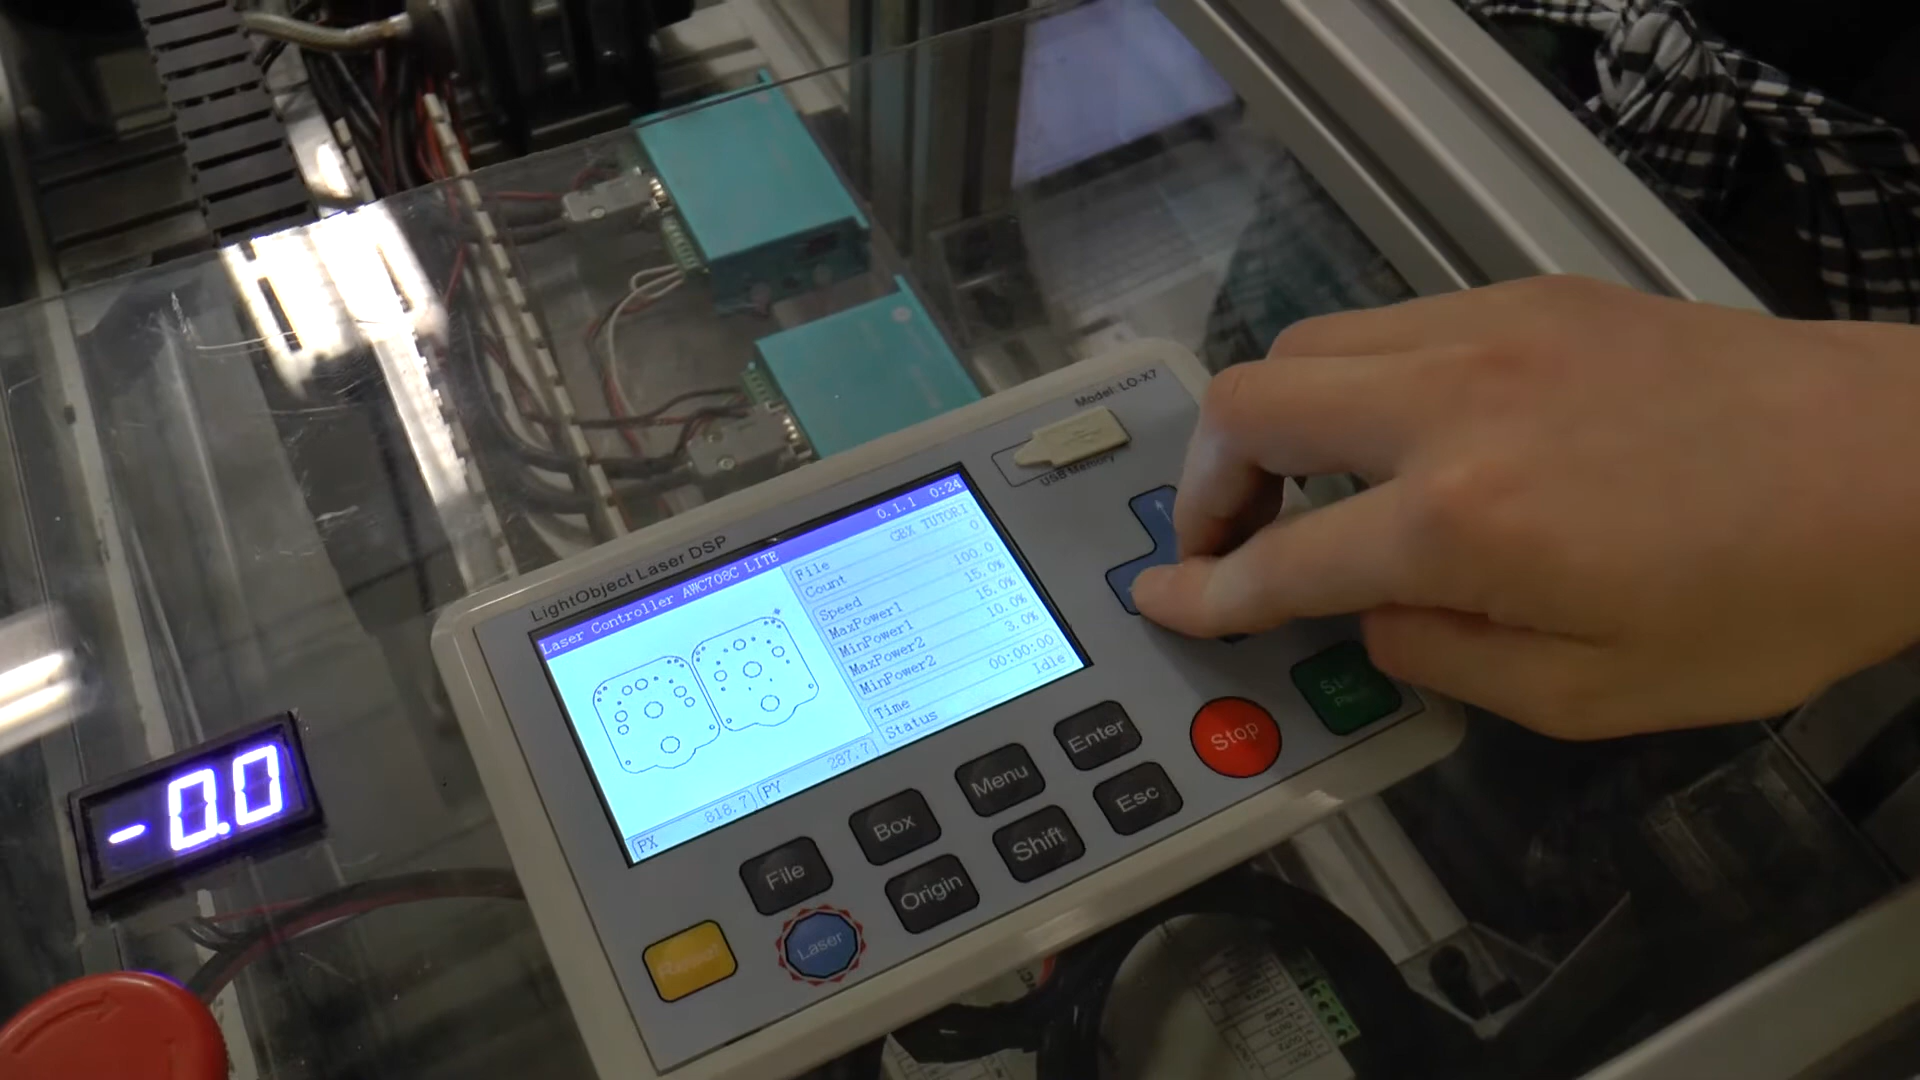 Model: LO-X7
USB Memory
LightObject Laser DSP
Laser Controller AWC708C LITE 0.1.1 0:24
File GBX TUTORI
Count 0
Speed 100.0
MaxPower1 15.0%
MinPower1 15.0%
MaxPower2 10.0%
MinPower2 3.0%
Time 00:00:00
Status Idle
PX 818.7 PY 287.7
-0.0
File
Box
Menu
Enter
Stop
Laser
Origin
Shift
Esc